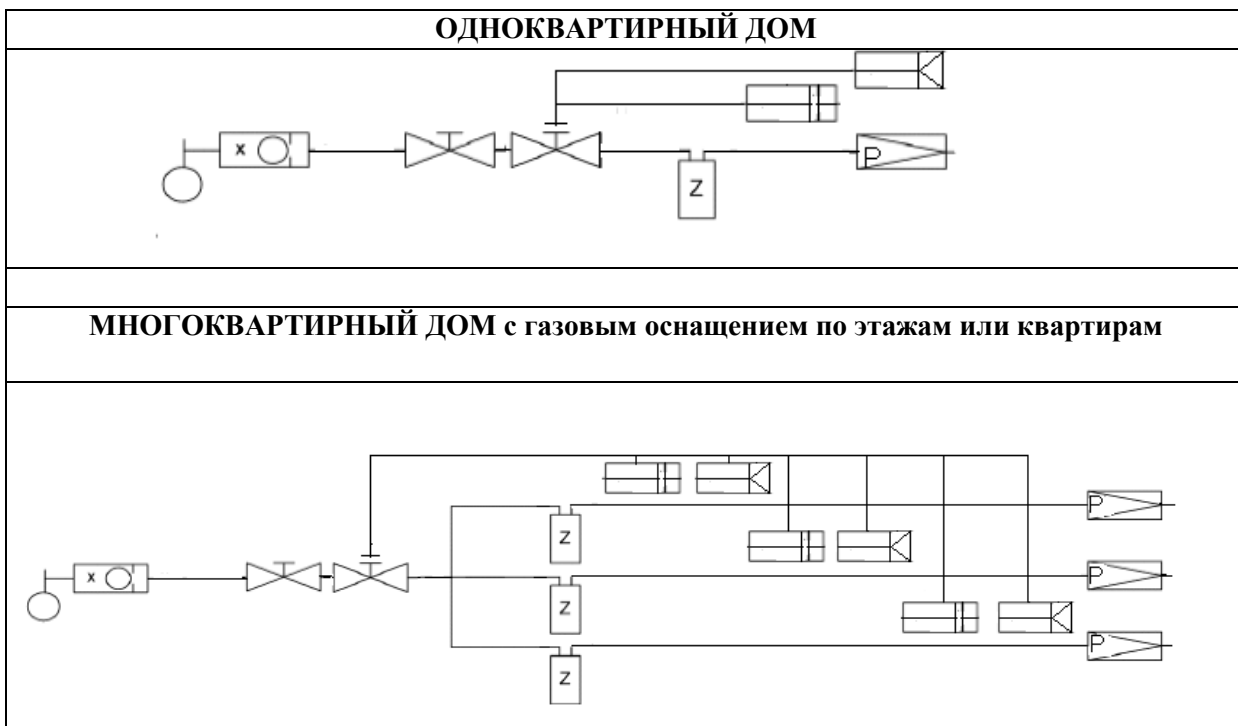 ОДНОКВАРТИРНЫЙ ДОМ
x
P
Z
МНОГОКВАРТИРНЫЙ ДОМ с газовым оснащением по этажам или квартирам
P
Z
x
P
Z
P
Z